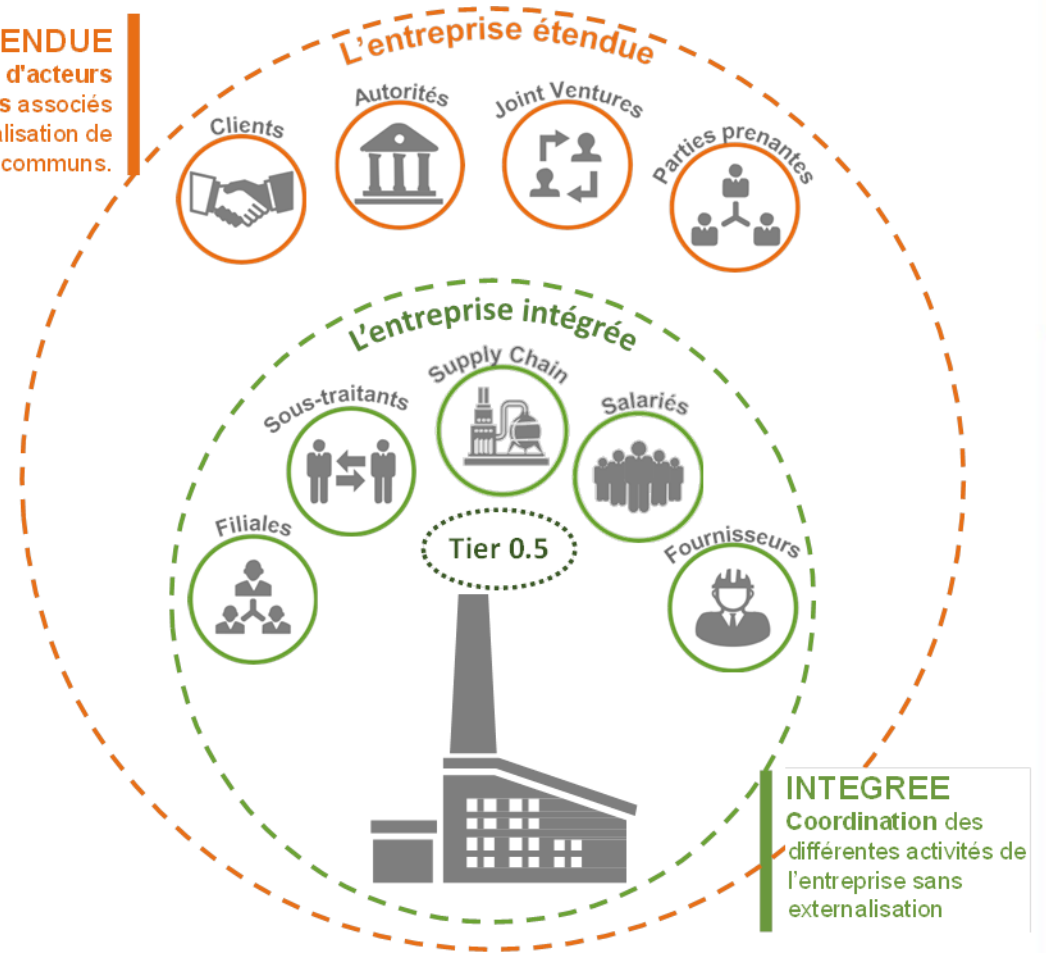 ENDUE
d'acteurs
s associés
alisation de
communs.
L'entreprise étendue
Clients
Autorités
Joint Ventures
Parties prenantes
L'entreprise intégrée
Sous-traitants
Supply Chain
Salariés
Filiales
Fournisseurs
Tier 0.5
INTEGREE
Coordination des
différentes activités de
l'entreprise sans
externalisation